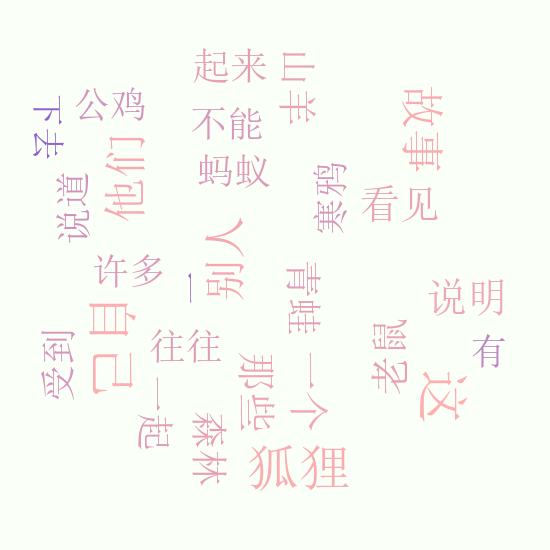 起来
山羊
公鸡
下子
不能
故事
他们
蚂蚁
寒鸦
看见
说道
别人
许多
一
青蛙
说明
自己
受到
往往
老鼠
有
那些
一个
这
一起
森林
狐狸